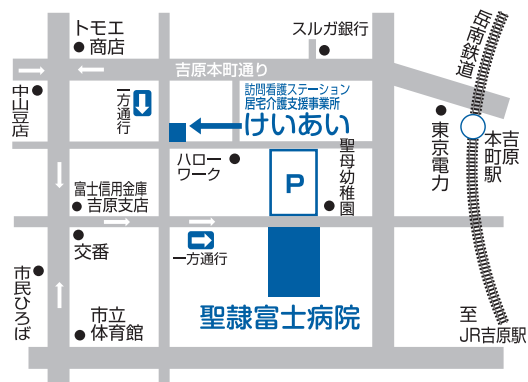 トモエ
商店
スルガ銀行
岳南鉄道
吉原本町通り
中山豆店
一方
通行
訪問看護ステーション
居宅介護支援事業所
けいあい
東京電力
吉原
本町駅
ハロー
ワーク
聖母幼稚園
P
富士信用金庫
吉原支店
交番
一方通行
市民ひろば
市立
体育館
聖隷富士病院
至
JR吉原駅